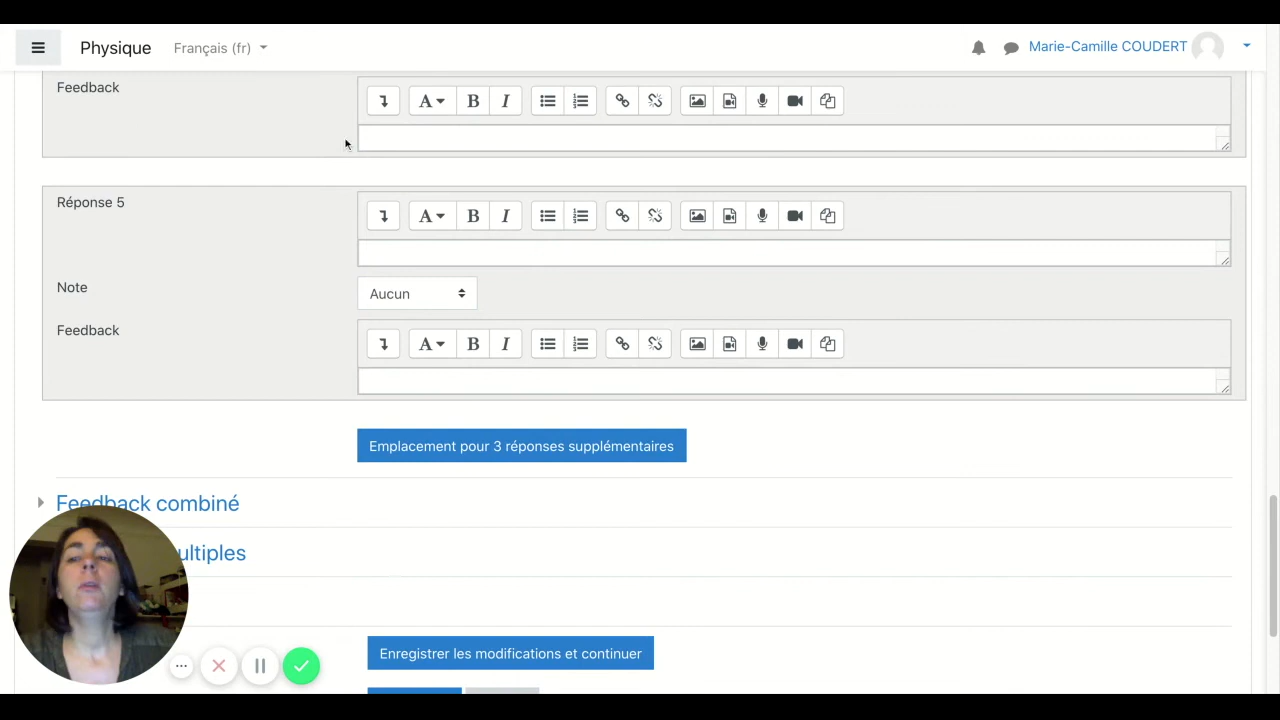 Physique
Français (fr)
Marie-Camille COUDERT
Feedback
A B I
Réponse 5
A B I
Note
Aucun
Feedback
A B I
Emplacement pour 3 réponses supplémentaires
Feedback combiné
ultiples
Enregistrer les modifications et continuer